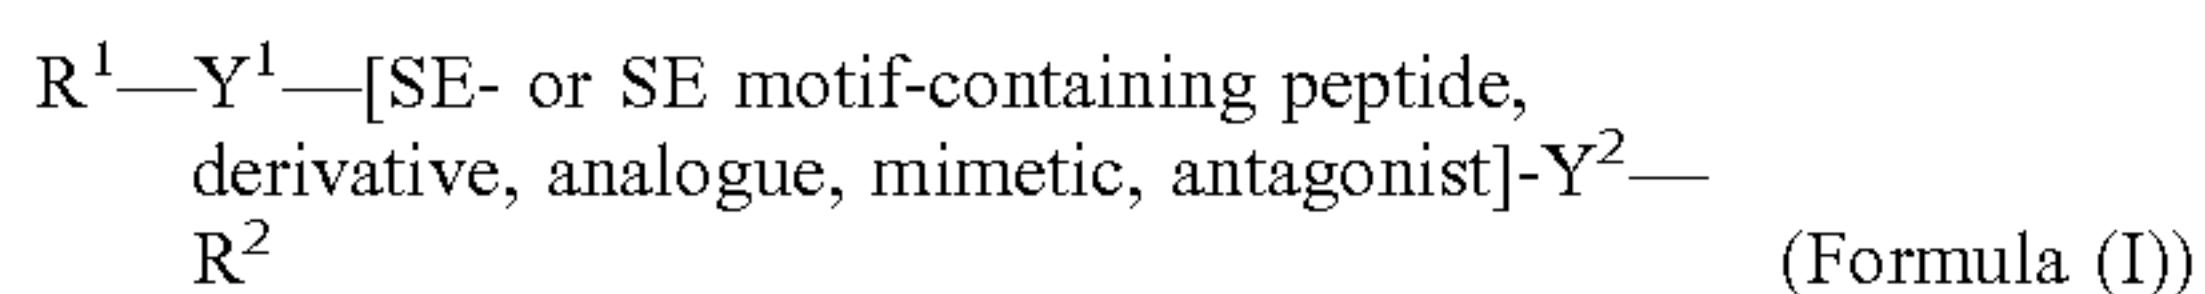 R¹—Y¹—[SE- or SE motif-containing peptide,
derivative, analogue, mimetic, antagonist]-Y²—
R² (Formula (I))